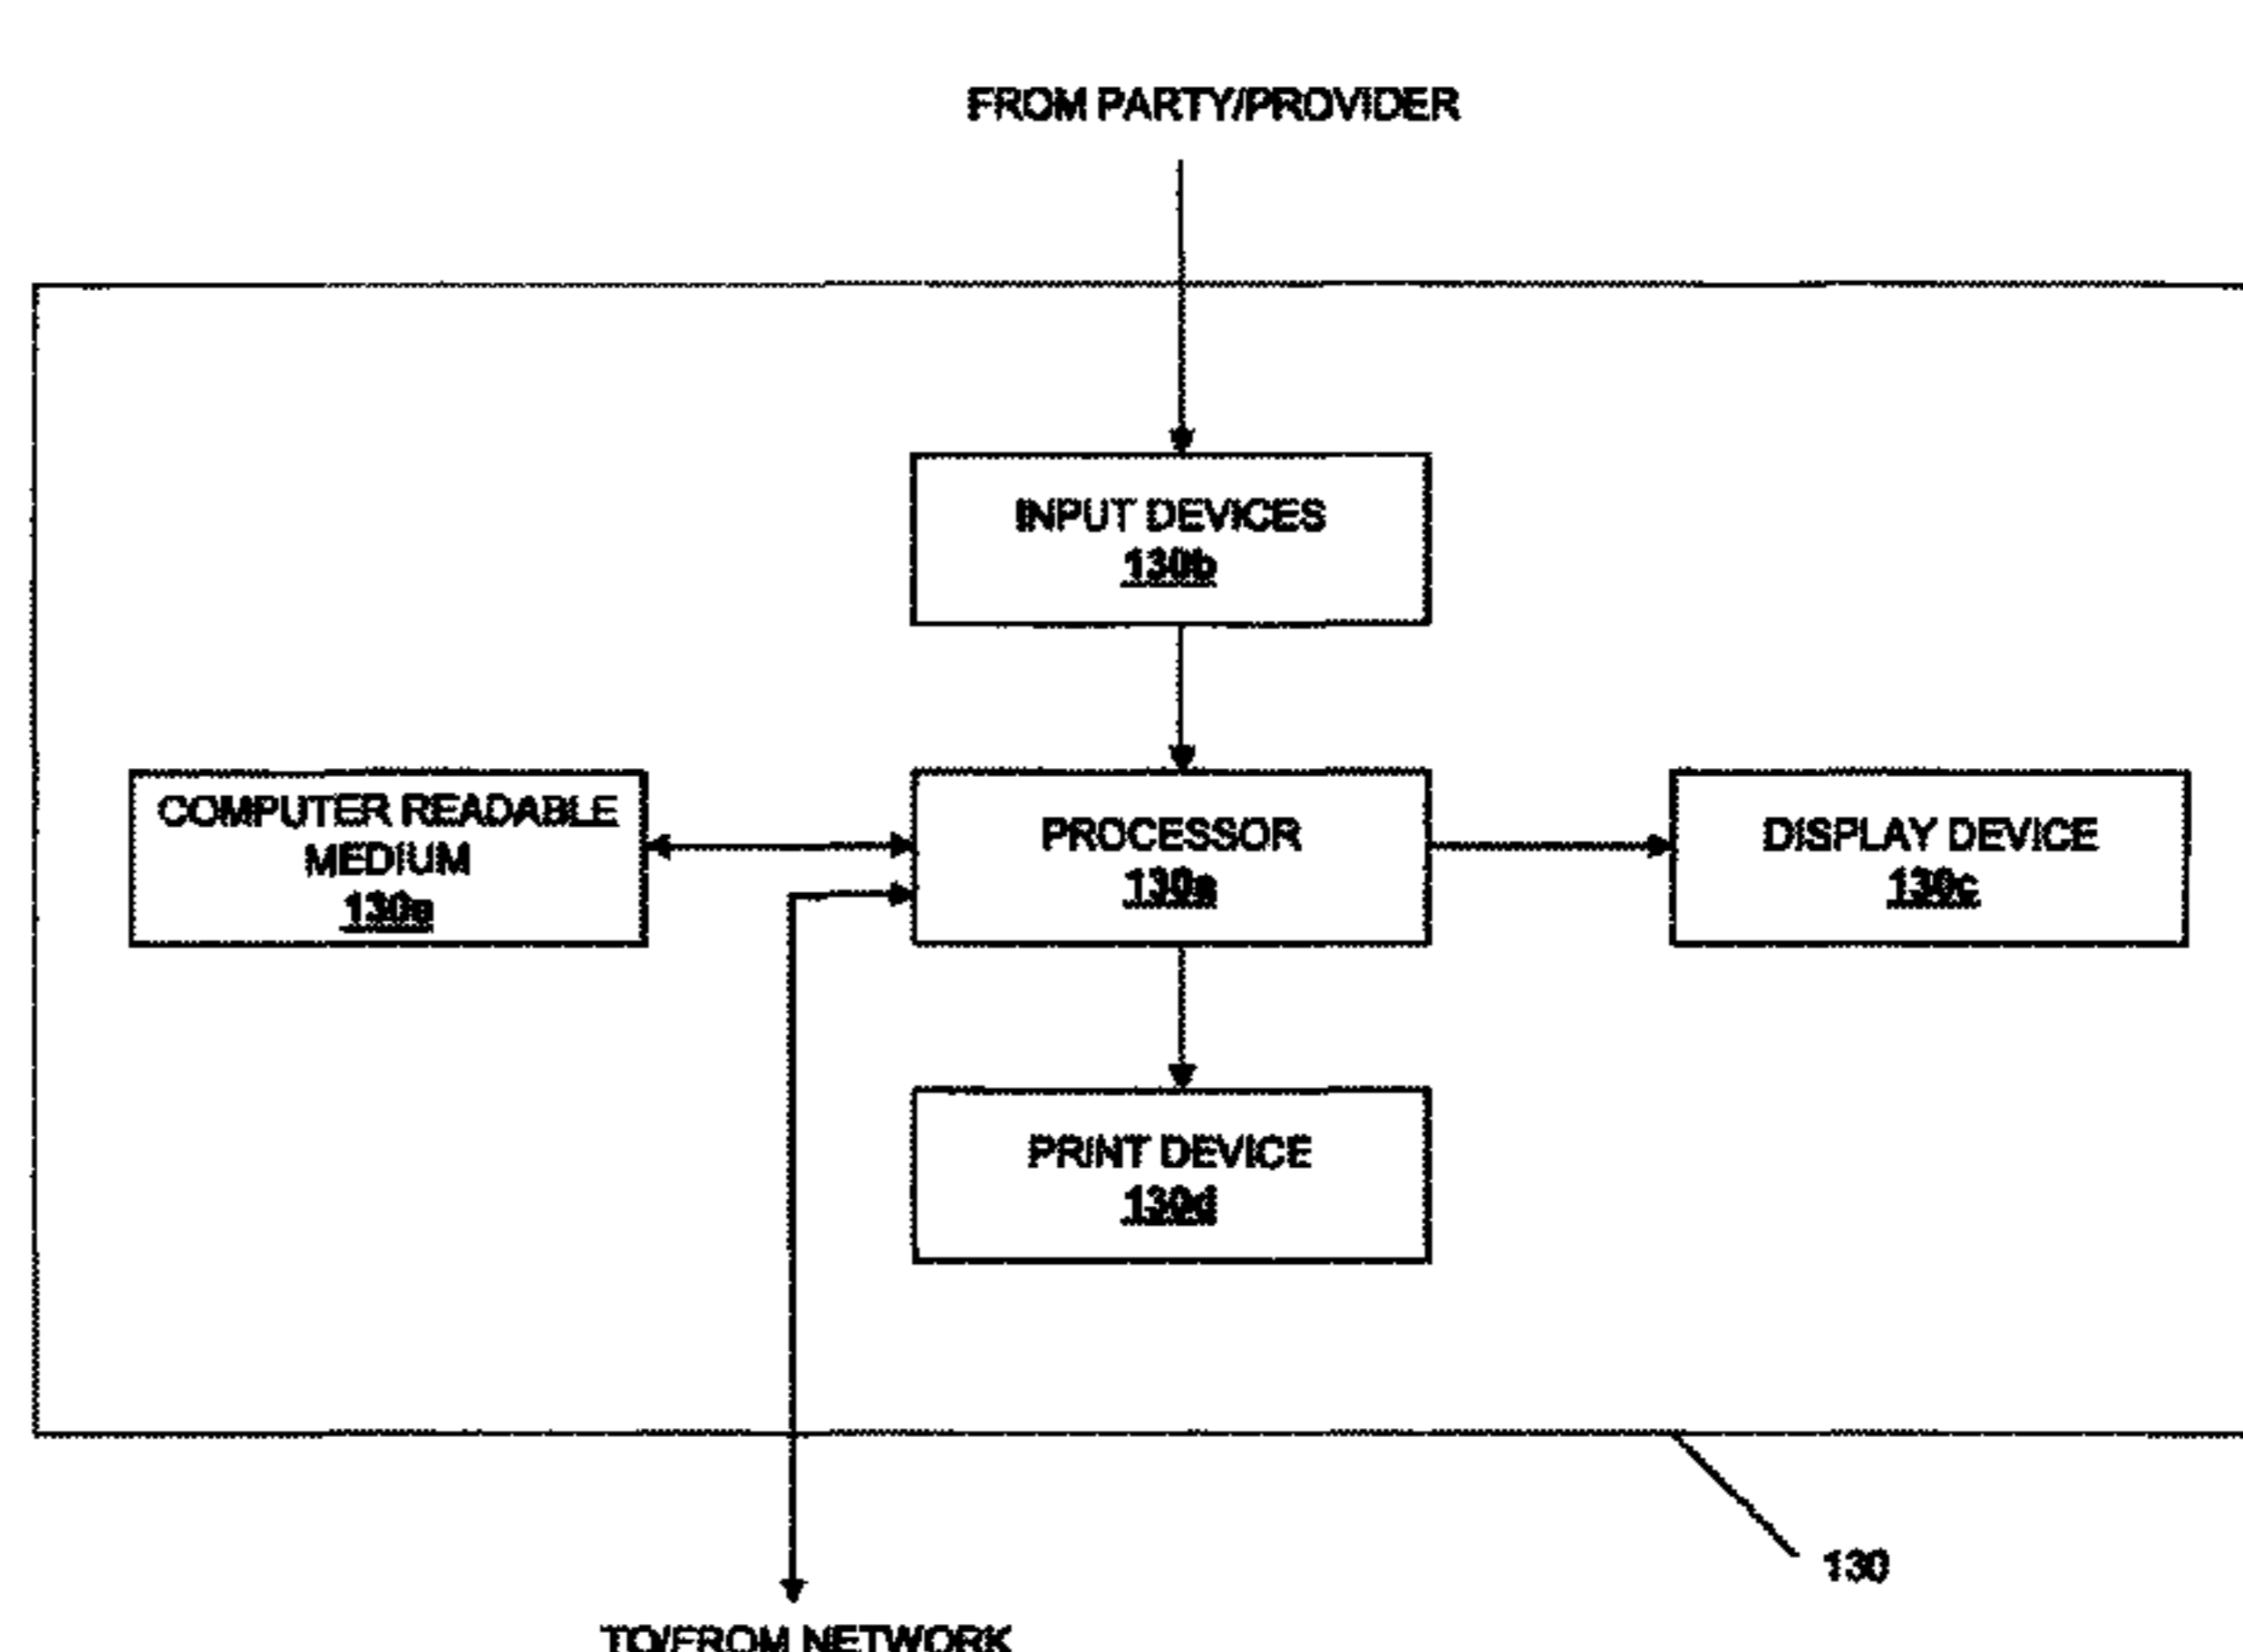 FROM PARTY/PROVIDER
INPUT DEVICES
130b
COMPUTER READABLE
MEDIUM
130e
PROCESSOR
130a
DISPLAY DEVICE
130c
PRINT DEVICE
130d
130
TO/FROM NETWORK